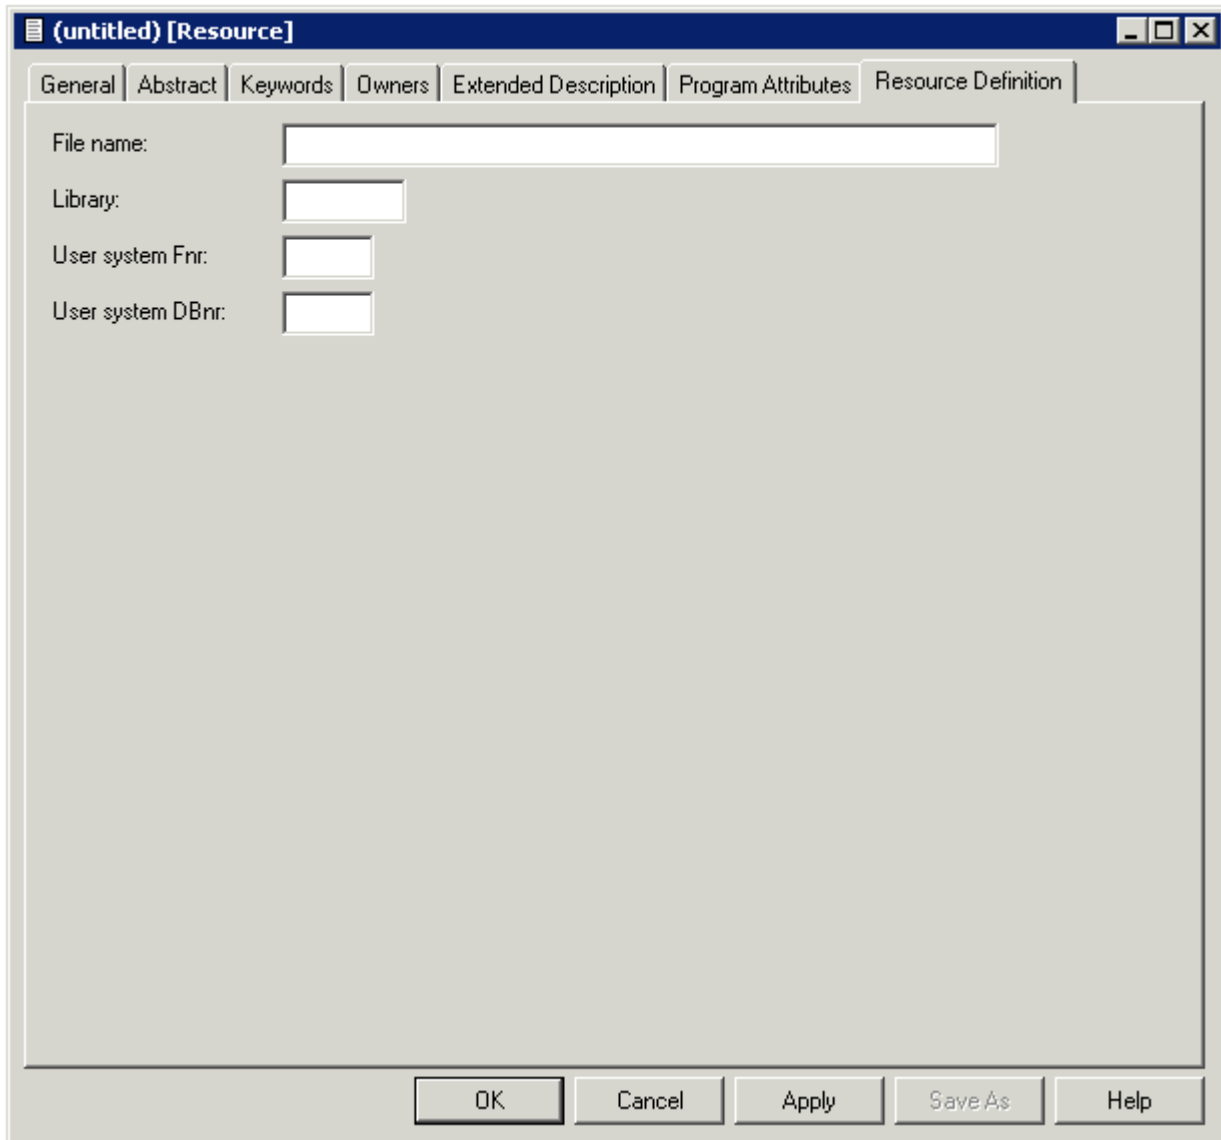 (untitled) [Resource]
General Abstract Keywords Owners Extended Description Program Attributes Resource Definition
File name:
Library:
User system Fnr:
User system DBnr:
OK Cancel Apply Save As Help